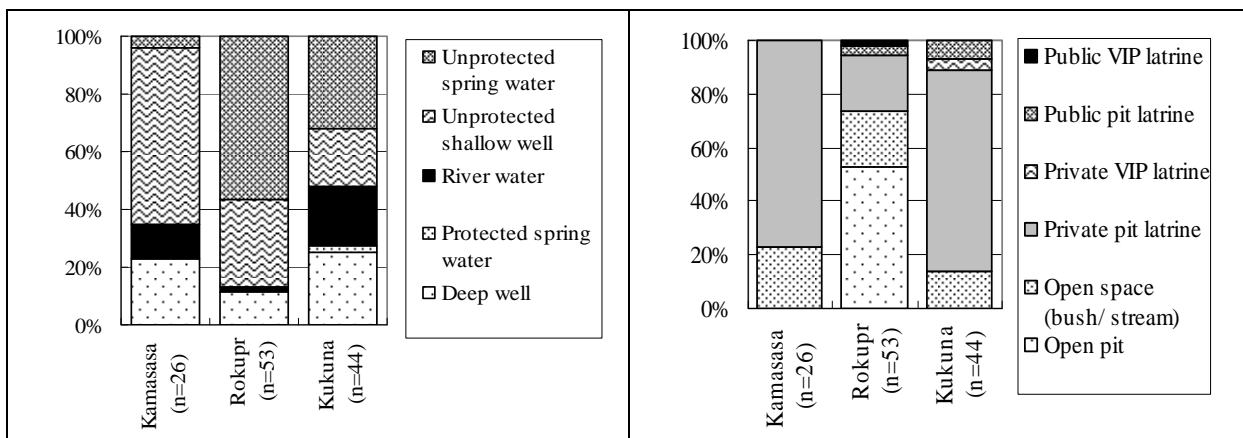 100%
80%
60%
40%
20%
0%
Kamasasa
(n=26)
Rokupr
(n=53)
Kukuna
(n=44)
Unprotected
spring water
Unprotected
shallow well
River water
Protected spring
water
Deep well
100%
80%
60%
40%
20%
0%
Kamasasa
(n=26)
Rokupr
(n=53)
Kukuna
(n=44)
Public VIP latrine
Public pit latrine
Private VIP latrine
Private pit latrine
Open space
(bush/ stream)
Open pit